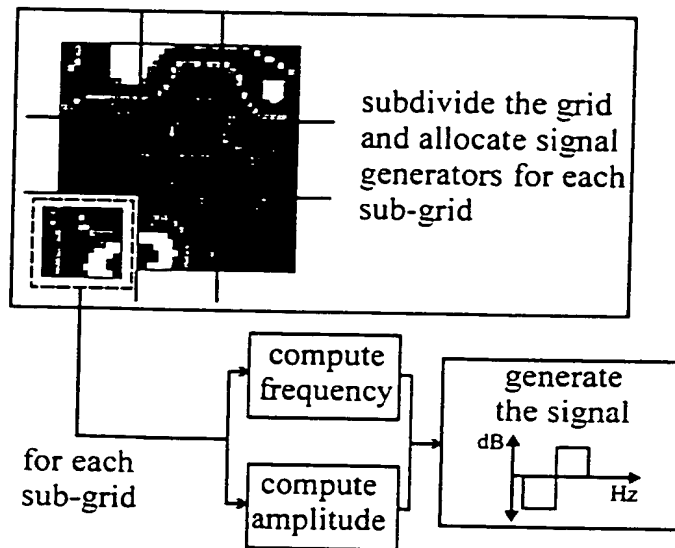 subdivide the grid
and allocate signal
generators for each
sub-grid
compute
frequency
generate
the signal
dB
Hz
for each
sub-grid
compute
amplitude